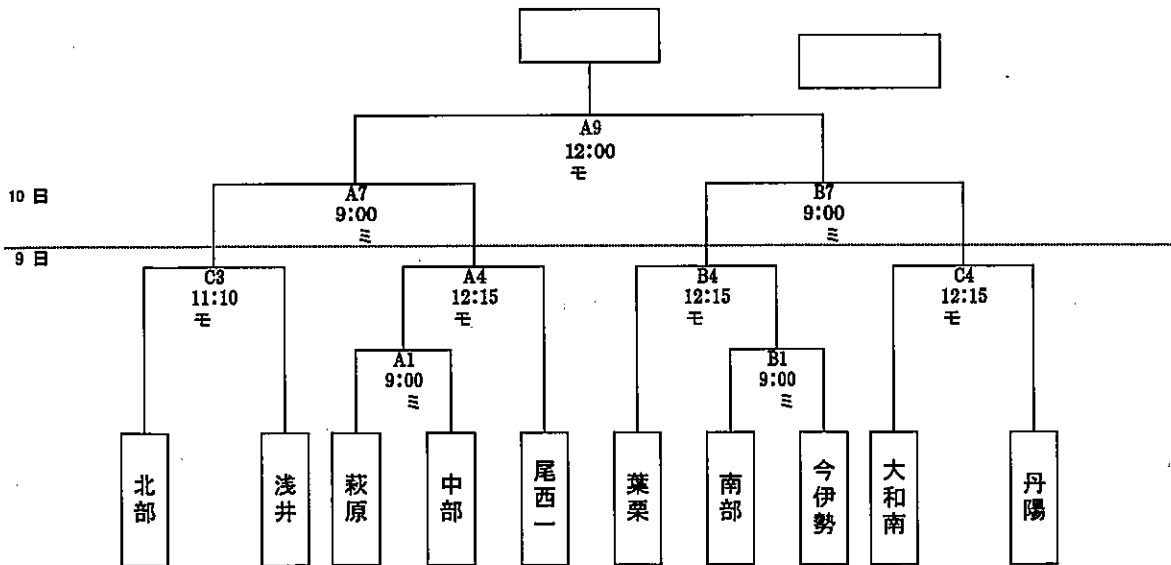 A9
12:00
モ
10 日
A7
9:00
ミ
B7
9:00
ミ
9 日
C3
11:10
モ
A4
12:15
モ
B4
12:15
モ
C4
12:15
モ
A1
9:00
ミ
B1
9:00
ミ
北部
浅井
萩原
中部
尾西一
葉栗
南部
今伊勢
大和南
丹陽